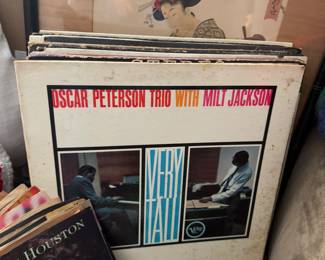 OSCAR PETERSON TRIO WITH MILT JACKSON
VERY
TALL
Verve
HOUSTON